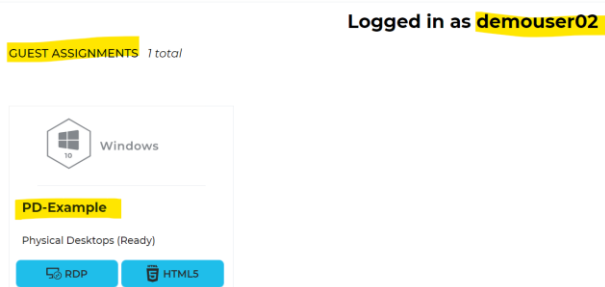 Logged in as demouser02
GUEST ASSIGNMENTS 1 total
10
Windows
PD-Example
Physical Desktops (Ready)
RDP
HTML5